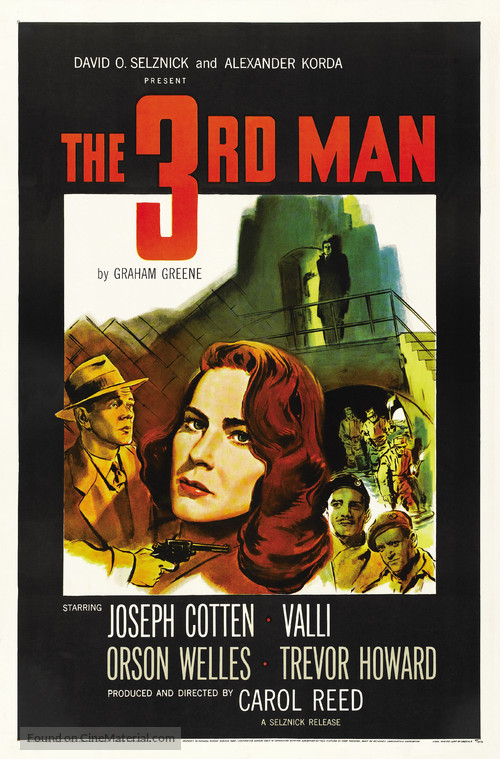 DAVID O. SELZNICK and ALEXANDER KORDA
PRESENT
THE 3RD MAN
by GRAHAM GREENE
STARRING JOSEPH COTTEN · VALLI
ORSON WELLES · TREVOR HOWARD
PRODUCED AND DIRECTED BY CAROL REED
A SELZNICK RELEASE
Found on CineMaterial.com